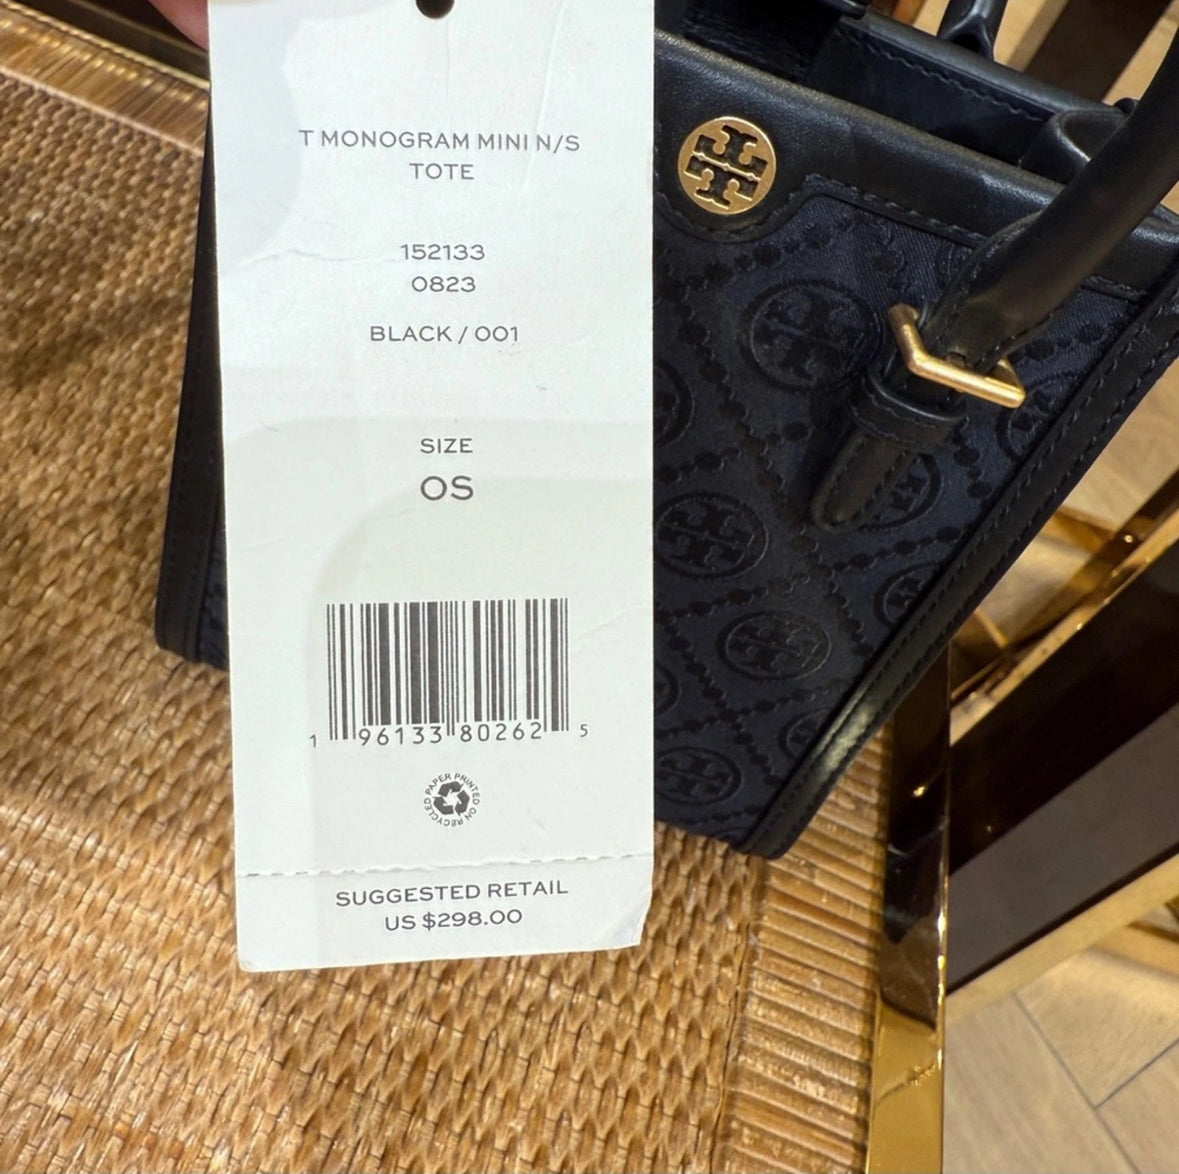 T MONOGRAM MINI N/S
TOTE
152133
0823
BLACK / 001
SIZE
OS
1 96133 80262 5
PRINTED ON RECYCLED PAPER
SUGGESTED RETAIL
US $298.00